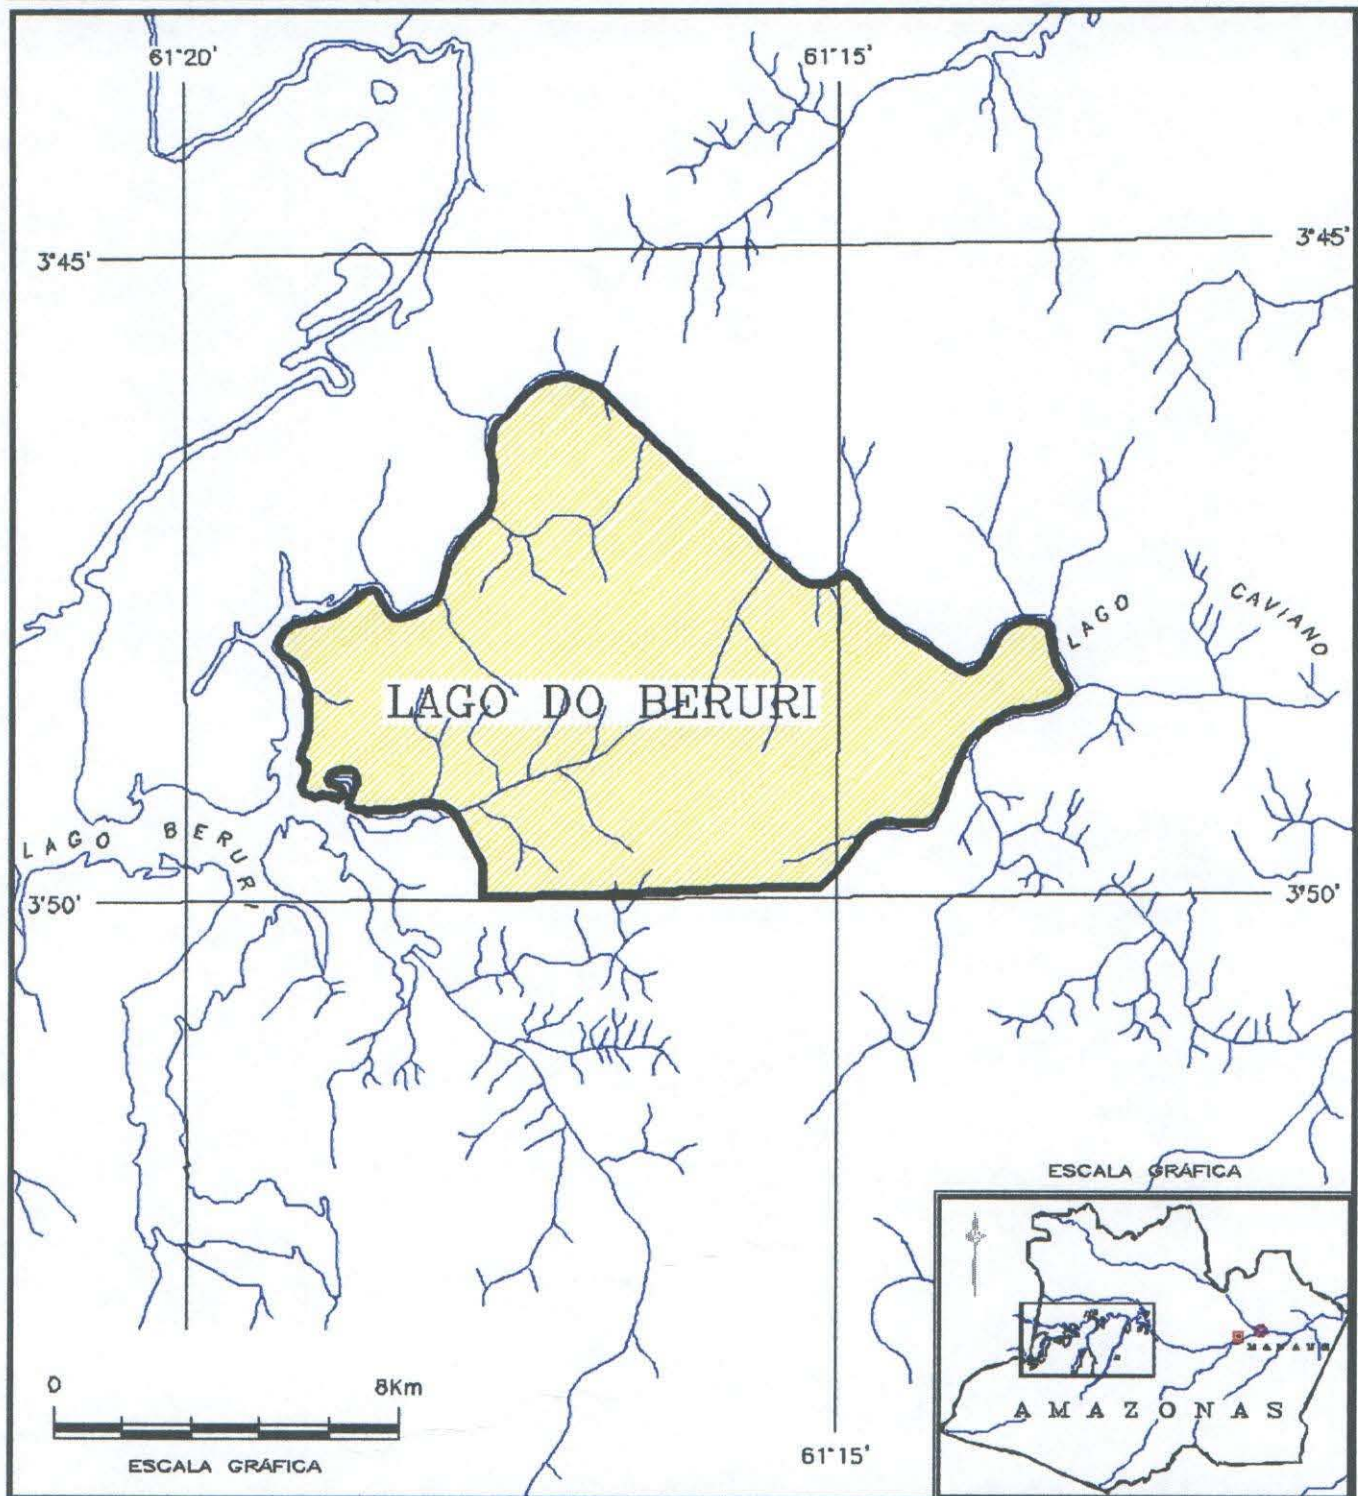 61°20'
61°15'
3°45'
3°45'
LAGO CAVIANO
LAGO DO BERURI
LAGO BERURI
3°50'
3°50'
ESCALA GRÁFICA
MANAUS
AMAZONAS
0 8Km
ESCALA GRÁFICA
61°15'